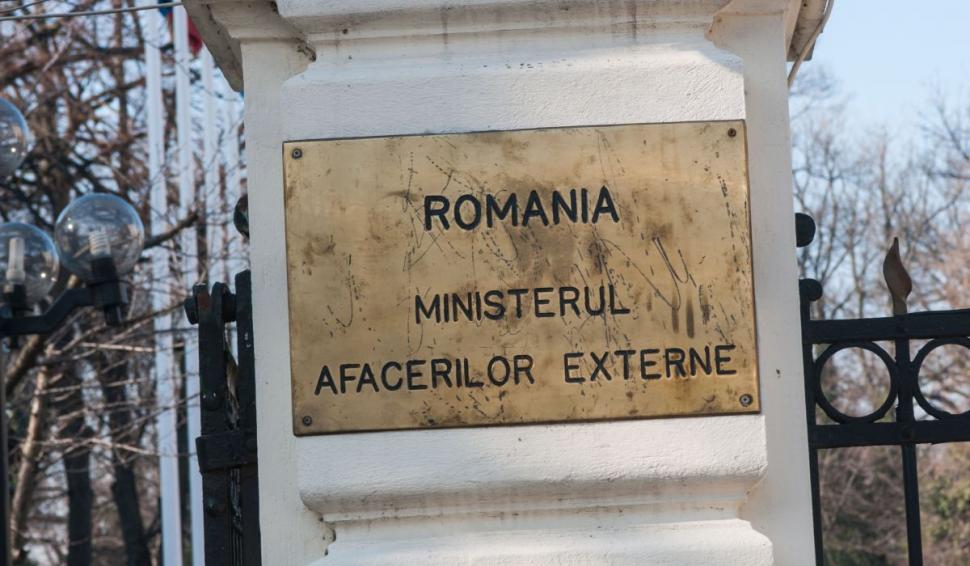 ROMANIA
MINISTERUL
AFACERILOR EXTERNE